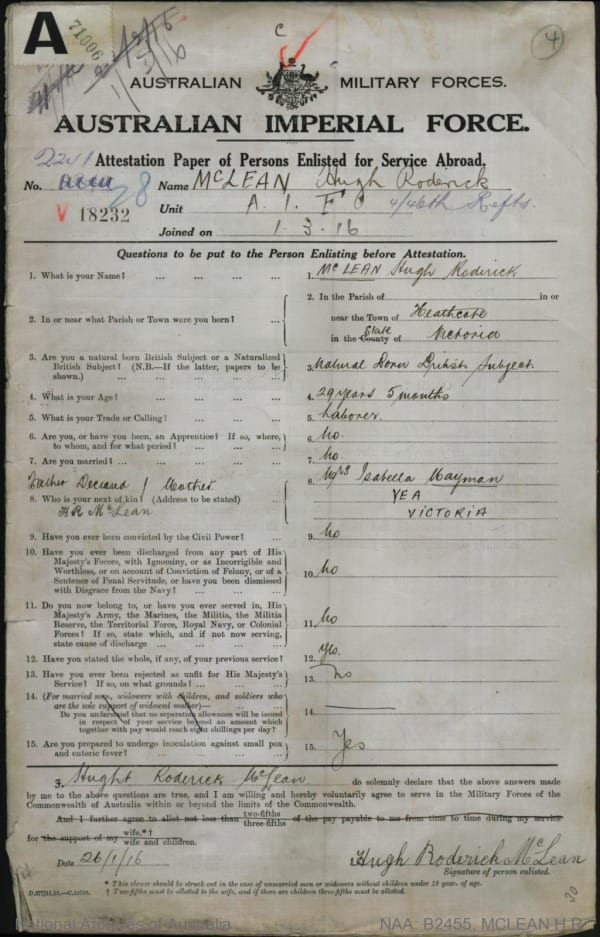 A
71006
C
4
AUSTRALIAN MILITARY FORCES.
AUSTRALIAN IMPERIAL FORCE.
Attestation Paper of Persons Enlisted for Service Abroad.
No. Name McLEAN Hugh Roderick
V 18232 Unit A. I. F 4/46th Refts.
Joined on 1.3.16
Questions to be put to the Person Enlisting before Attestation.
1. What is your Name? ... ... ... ... 1. McLEAN Hugh Roderick
2. In or near what Parish or Town were you born? ... 2. In the Parish of in or
near the Town of Heathcote
in the County of State Victoria
3. Are you a natural born British Subject or a Naturalized
British Subject? (N.B.—If the latter, papers to be
shown.) ... ... ... ... 3. Natural Born British Subject.
4. What is your Age? ... ... ... ... 4. 29 years 5 months
5. What is your Trade or Calling? ... ... ... 5. Laborer.
6. Are you, or have you been, an Apprentice? If so, where,
to whom, and for what period? ... ... ... 6. No.
7. Are you married? ... ... ... ... 7. No.
Father Deceased / Mother
8. Who is your next of kin? (Address to be stated) ... 8. Mrs Isabella Wayman
H R McLean
YEA
VICTORIA
9. Have you ever been convicted by the Civil Power? ... 9. No
10. Have you ever been discharged from any part of His
Majesty's Forces, with Ignominy, or as Incorrigible and
Worthless, or on account of Conviction of Felony, or of a
Sentence of Penal Servitude, or have you been dismissed
with Disgrace from the Navy? ... ... ... 10. No
11. Do you now belong to, or have you ever served in, His
Majesty's Army, the Marines, the Militia, the Militia
Reserve, the Territorial Force, Royal Navy, or Colonial
Forces? If so, state which, and if not now serving,
state cause of discharge ... ... ... 11. No
12. Have you stated the whole, if any, of your previous service? 12. Yes.
13. Have you ever been rejected as unfit for His Majesty's
Service? If so, on what grounds? ... ... ... 13. No
14. (For married men, widowers with children, and soldiers who
are the sole support of widowed mother)—
Do you understand that no separation allowance will be issued
in respect of your service beyond an amount which
together with pay would reach eight shillings per day? 14.
15. Are you prepared to undergo inoculation against small pox
and enteric fever? ... ... ... ... 15. Yes
Hught Roderick McLean do solemnly declare that the above answers made
by me to the above questions are true, and I am willing and hereby voluntarily agree to serve in the Military Forces of the
Commonwealth of Australia within or beyond the limits of the Commonwealth.
And I further agree to allot not less than two-fifths three-fifths of the pay payable to me from time to time during my service
for the support of my wife.*† wife and children.
Date 26/1/16
Hugh Roderick McLean
Signature of person enlisted.
* This clause should be struck out in the case of unmarried men or widowers without children under 18 years of age.
† Two-fifths must be allotted to the wife, and if there are children three-fifths must be allotted.
30
National Archives of Australia NAA: B2455, MCLEAN H R